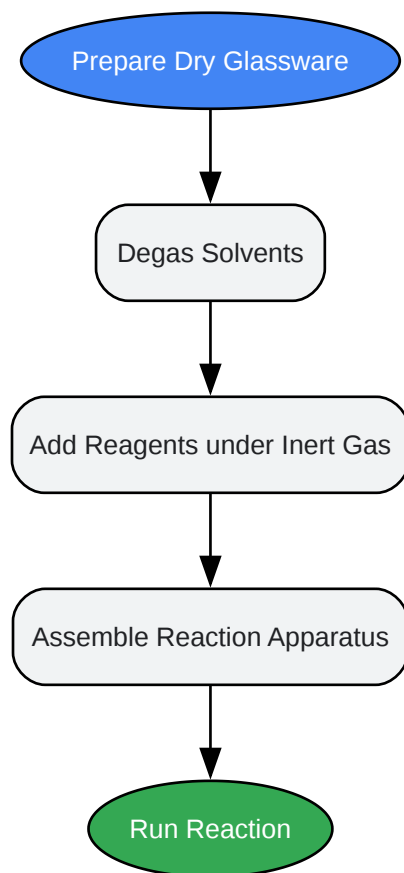 Prepare Dry Glassware
Degas Solvents
Add Reagents under Inert Gas
Assemble Reaction Apparatus
Run Reaction